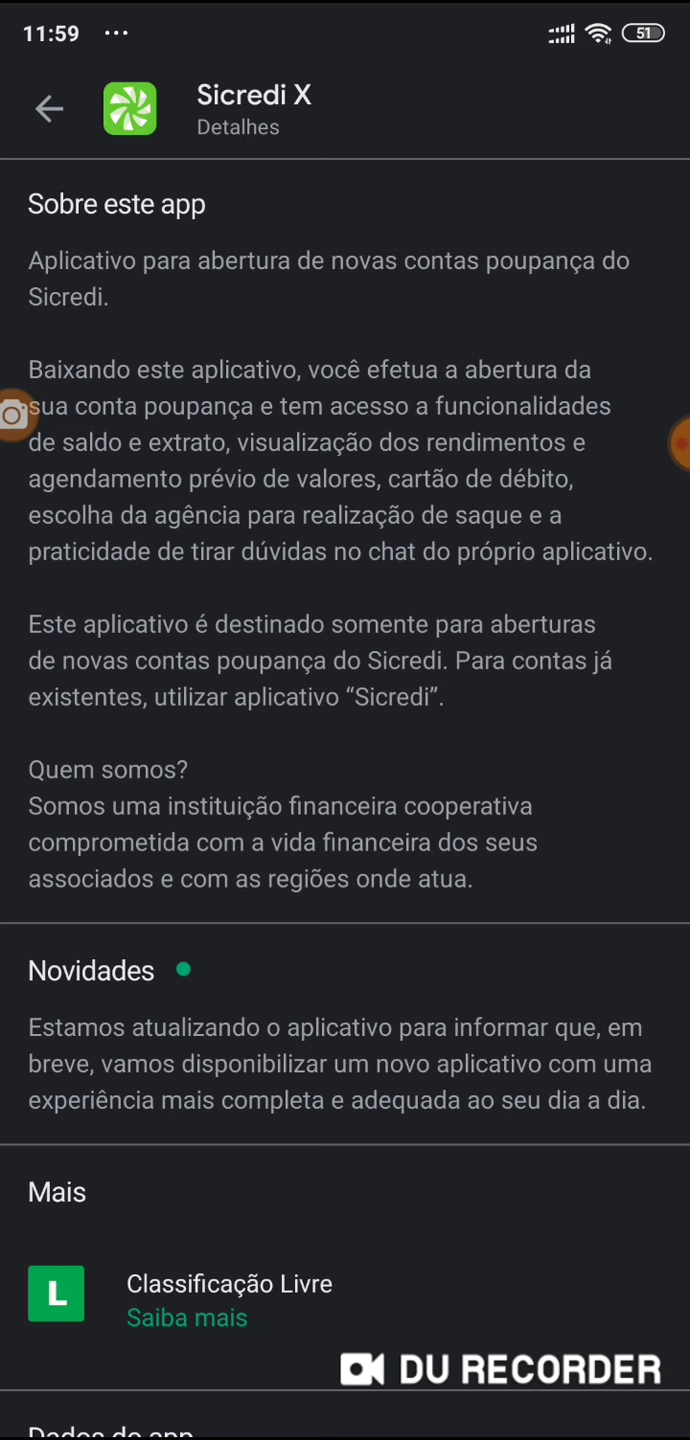 11:59 ...
51
Sicredi X
Detalhes
Sobre este app
Aplicativo para abertura de novas contas poupança do
Sicredi.
Baixando este aplicativo, você efetua a abertura da
sua conta poupança e tem acesso a funcionalidades
de saldo e extrato, visualização dos rendimentos e
agendamento prévio de valores, cartão de débito,
escolha da agência para realização de saque e a
praticidade de tirar dúvidas no chat do próprio aplicativo.
Este aplicativo é destinado somente para aberturas
de novas contas poupança do Sicredi. Para contas já
existentes, utilizar aplicativo “Sicredi”.
Quem somos?
Somos uma instituição financeira cooperativa
comprometida com a vida financeira dos seus
associados e com as regiões onde atua.
Novidades
Estamos atualizando o aplicativo para informar que, em
breve, vamos disponibilizar um novo aplicativo com uma
experiência mais completa e adequada ao seu dia a dia.
Mais
L
Classificação Livre
Saiba mais
DU RECORDER
Dados do app